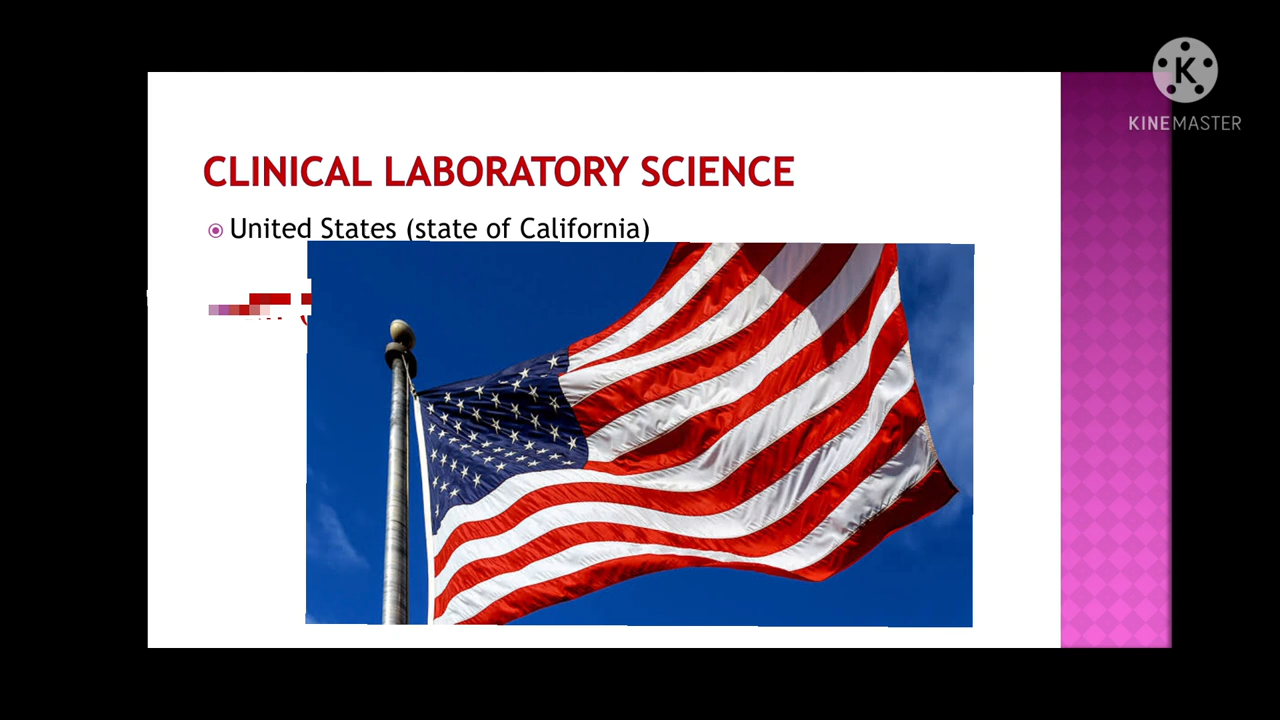 KINEMASTER
CLINICAL LABORATORY SCIENCE
United States (state of California)